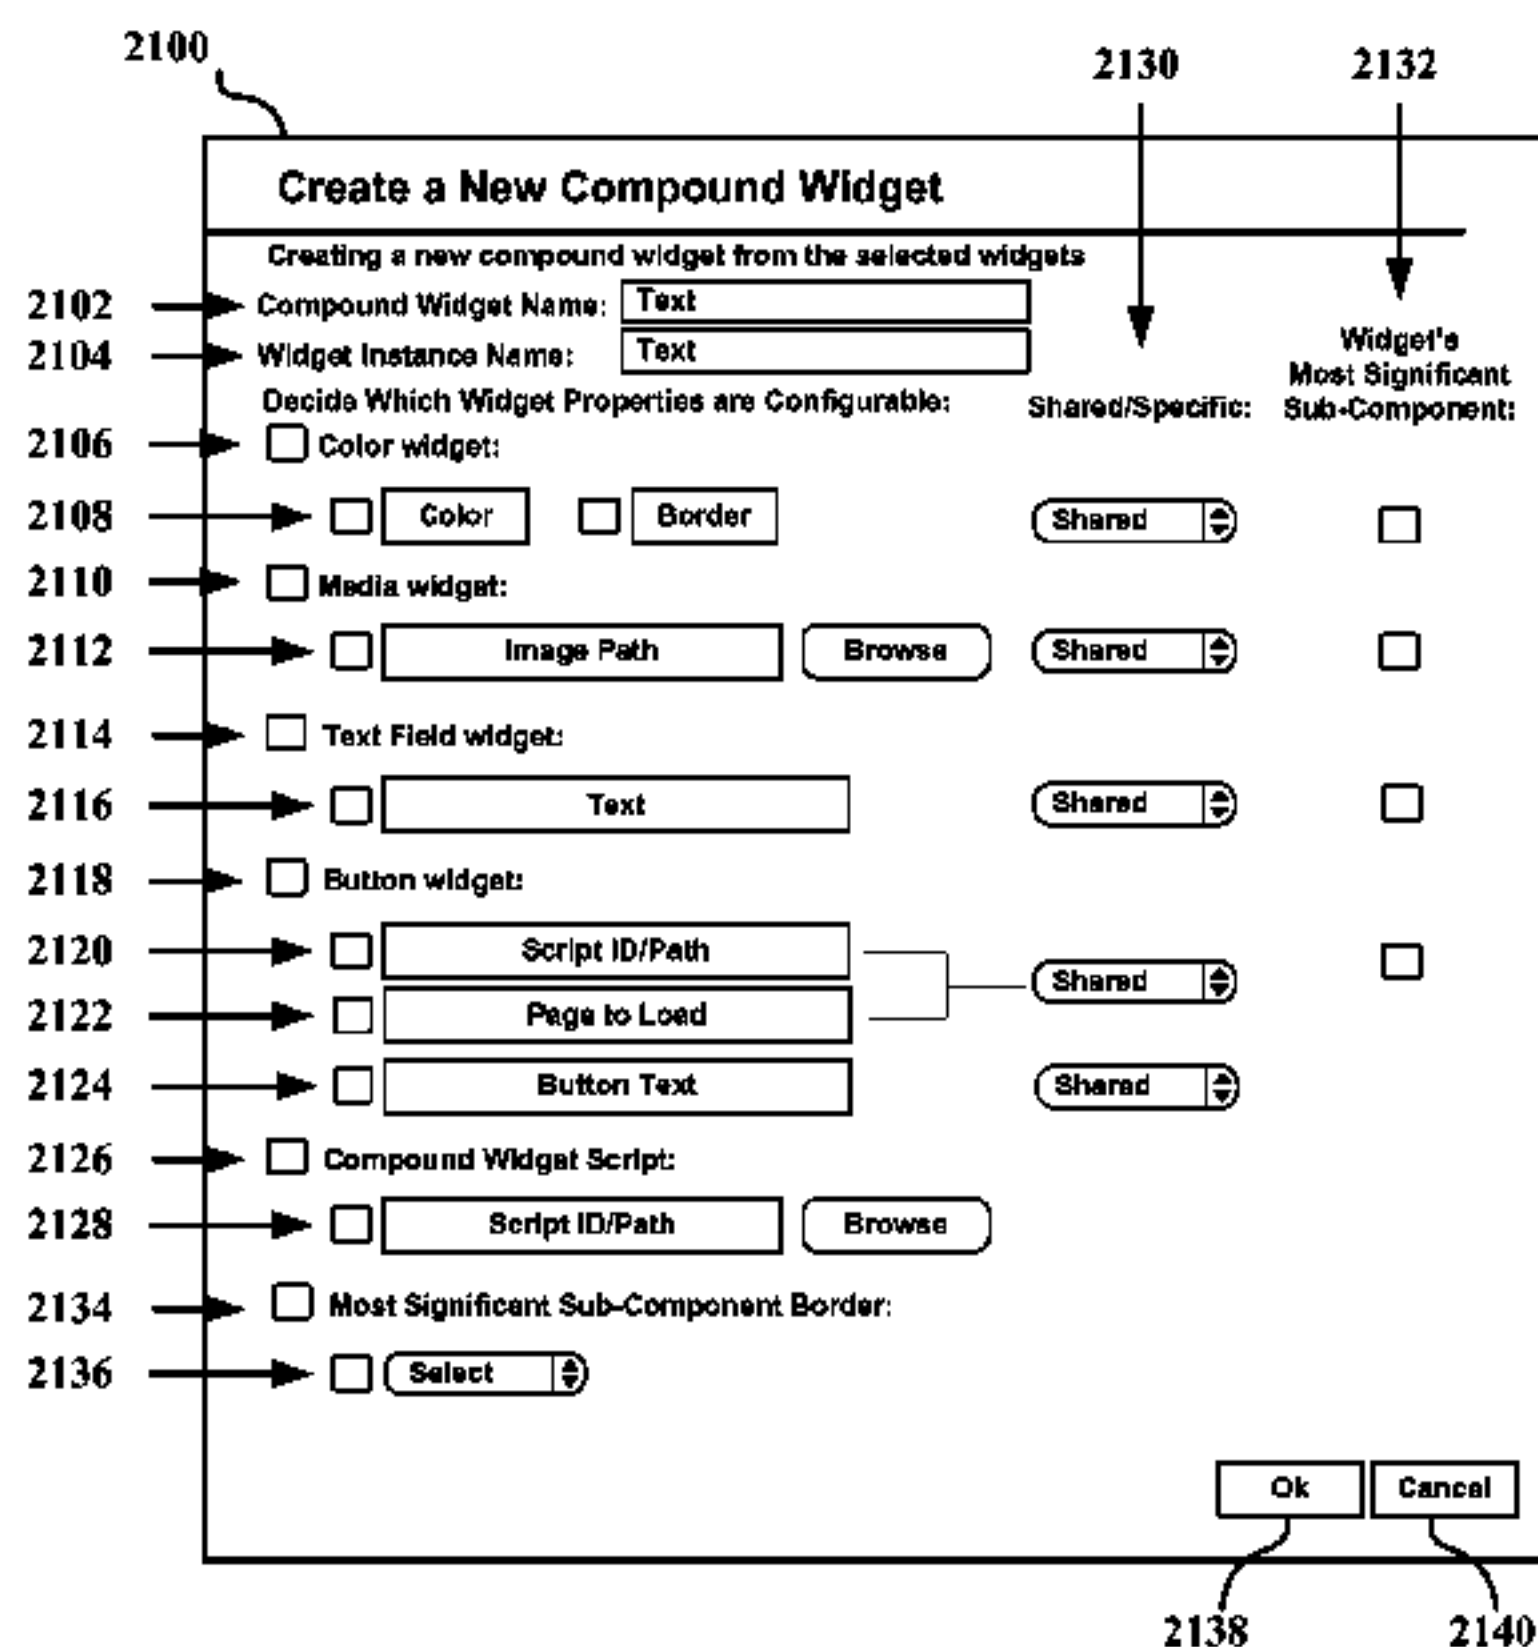 2100
2130 2132
Create a New Compound Widget
Creating a new compound widget from the selected widgets
2102 Compound Widget Name: Text
2104 Widget Instance Name: Text
Widget's
Most Significant
Sub-Component:
Decide Which Widget Properties are Configurable: Shared/Specific:
2106 Color widget:
2108 Color Border Shared
2110 Media widget:
2112 Image Path Browse Shared
2114 Text Field widget:
2116 Text Shared
2118 Button widget:
2120 Script ID/Path
Shared
2122 Page to Load
2124 Button Text Shared
2126 Compound Widget Script:
2128 Script ID/Path Browse
2134 Most Significant Sub-Component Border:
2136 Select
Ok Cancel
2138 2140